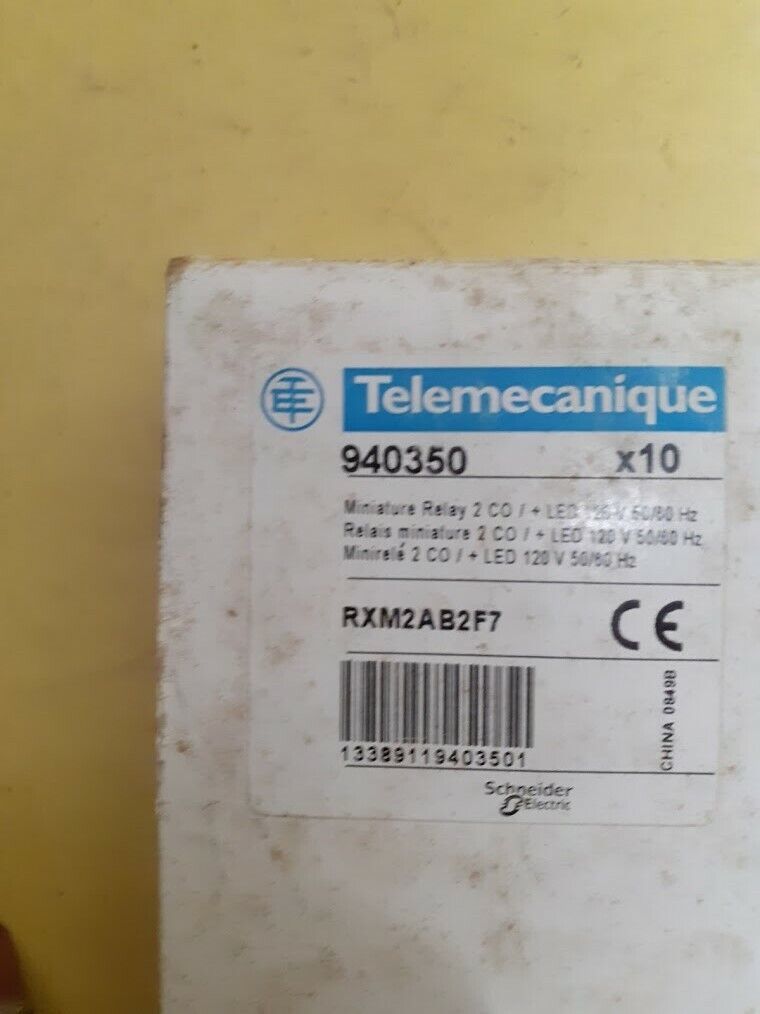 Telemecanique
940350 x10
Miniature Relay 2 CO / + LED 120 V 50/60 Hz
Relais miniature 2 CO / + LED 120 V 50/60 Hz
Minirelé 2 CO / + LED 120 V 50/60 Hz
RXM2AB2F7 CE
13389119403501
CHINA 0849B
Schneider
Electric